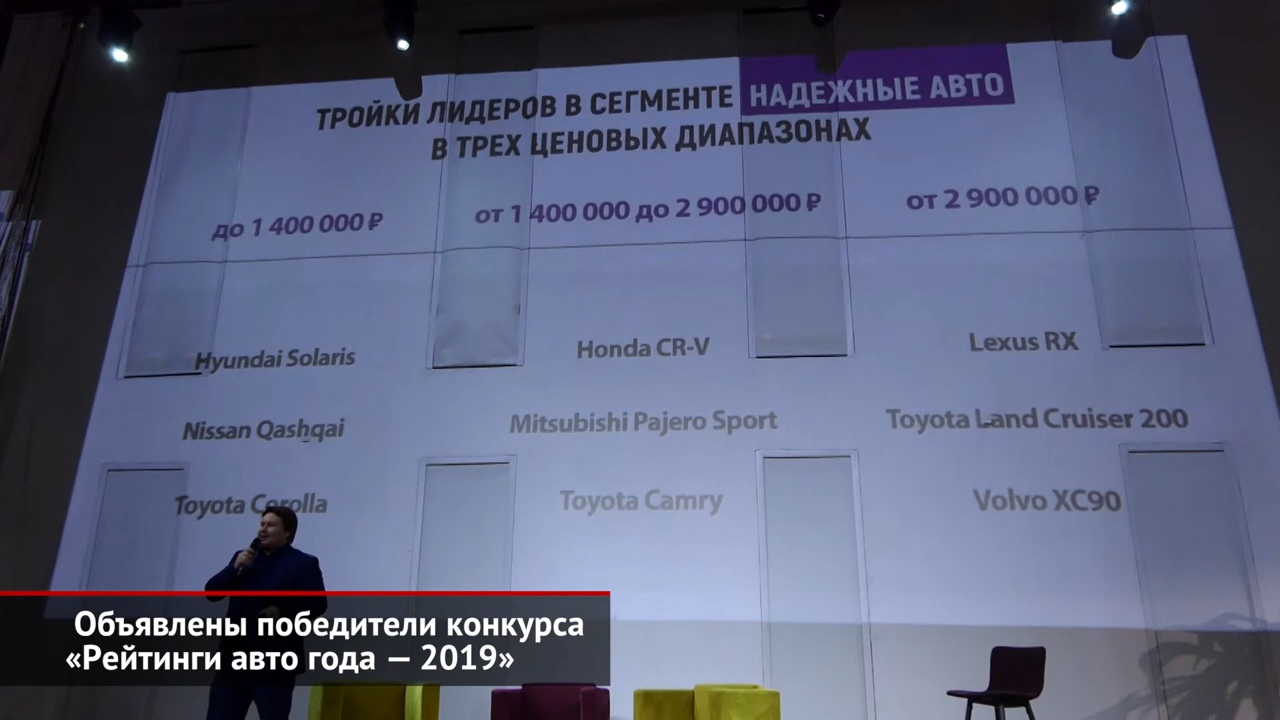 ТРОЙКИ ЛИДЕРОВ В СЕГМЕНТЕ НАДЕЖНЫЕ АВТО
В ТРЕХ ЦЕНОВЫХ ДИАПАЗОНАХ
до 1 400 000 ₽ от 1 400 000 до 2 900 000 ₽ от 2 900 000 ₽
Hyundai Solaris Honda CR-V Lexus RX
Nissan Qashqai Mitsubishi Pajero Sport Toyota Land Cruiser 200
Toyota Corolla Toyota Camry Volvo XC90
Объявлены победители конкурса
«Рейтинги авто года — 2019»